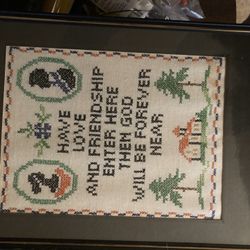 HAVE
LOVE
AND FRIENDSHIP
ENTER HERE
THEN GOD
WILL BE FOREVER
NEAR